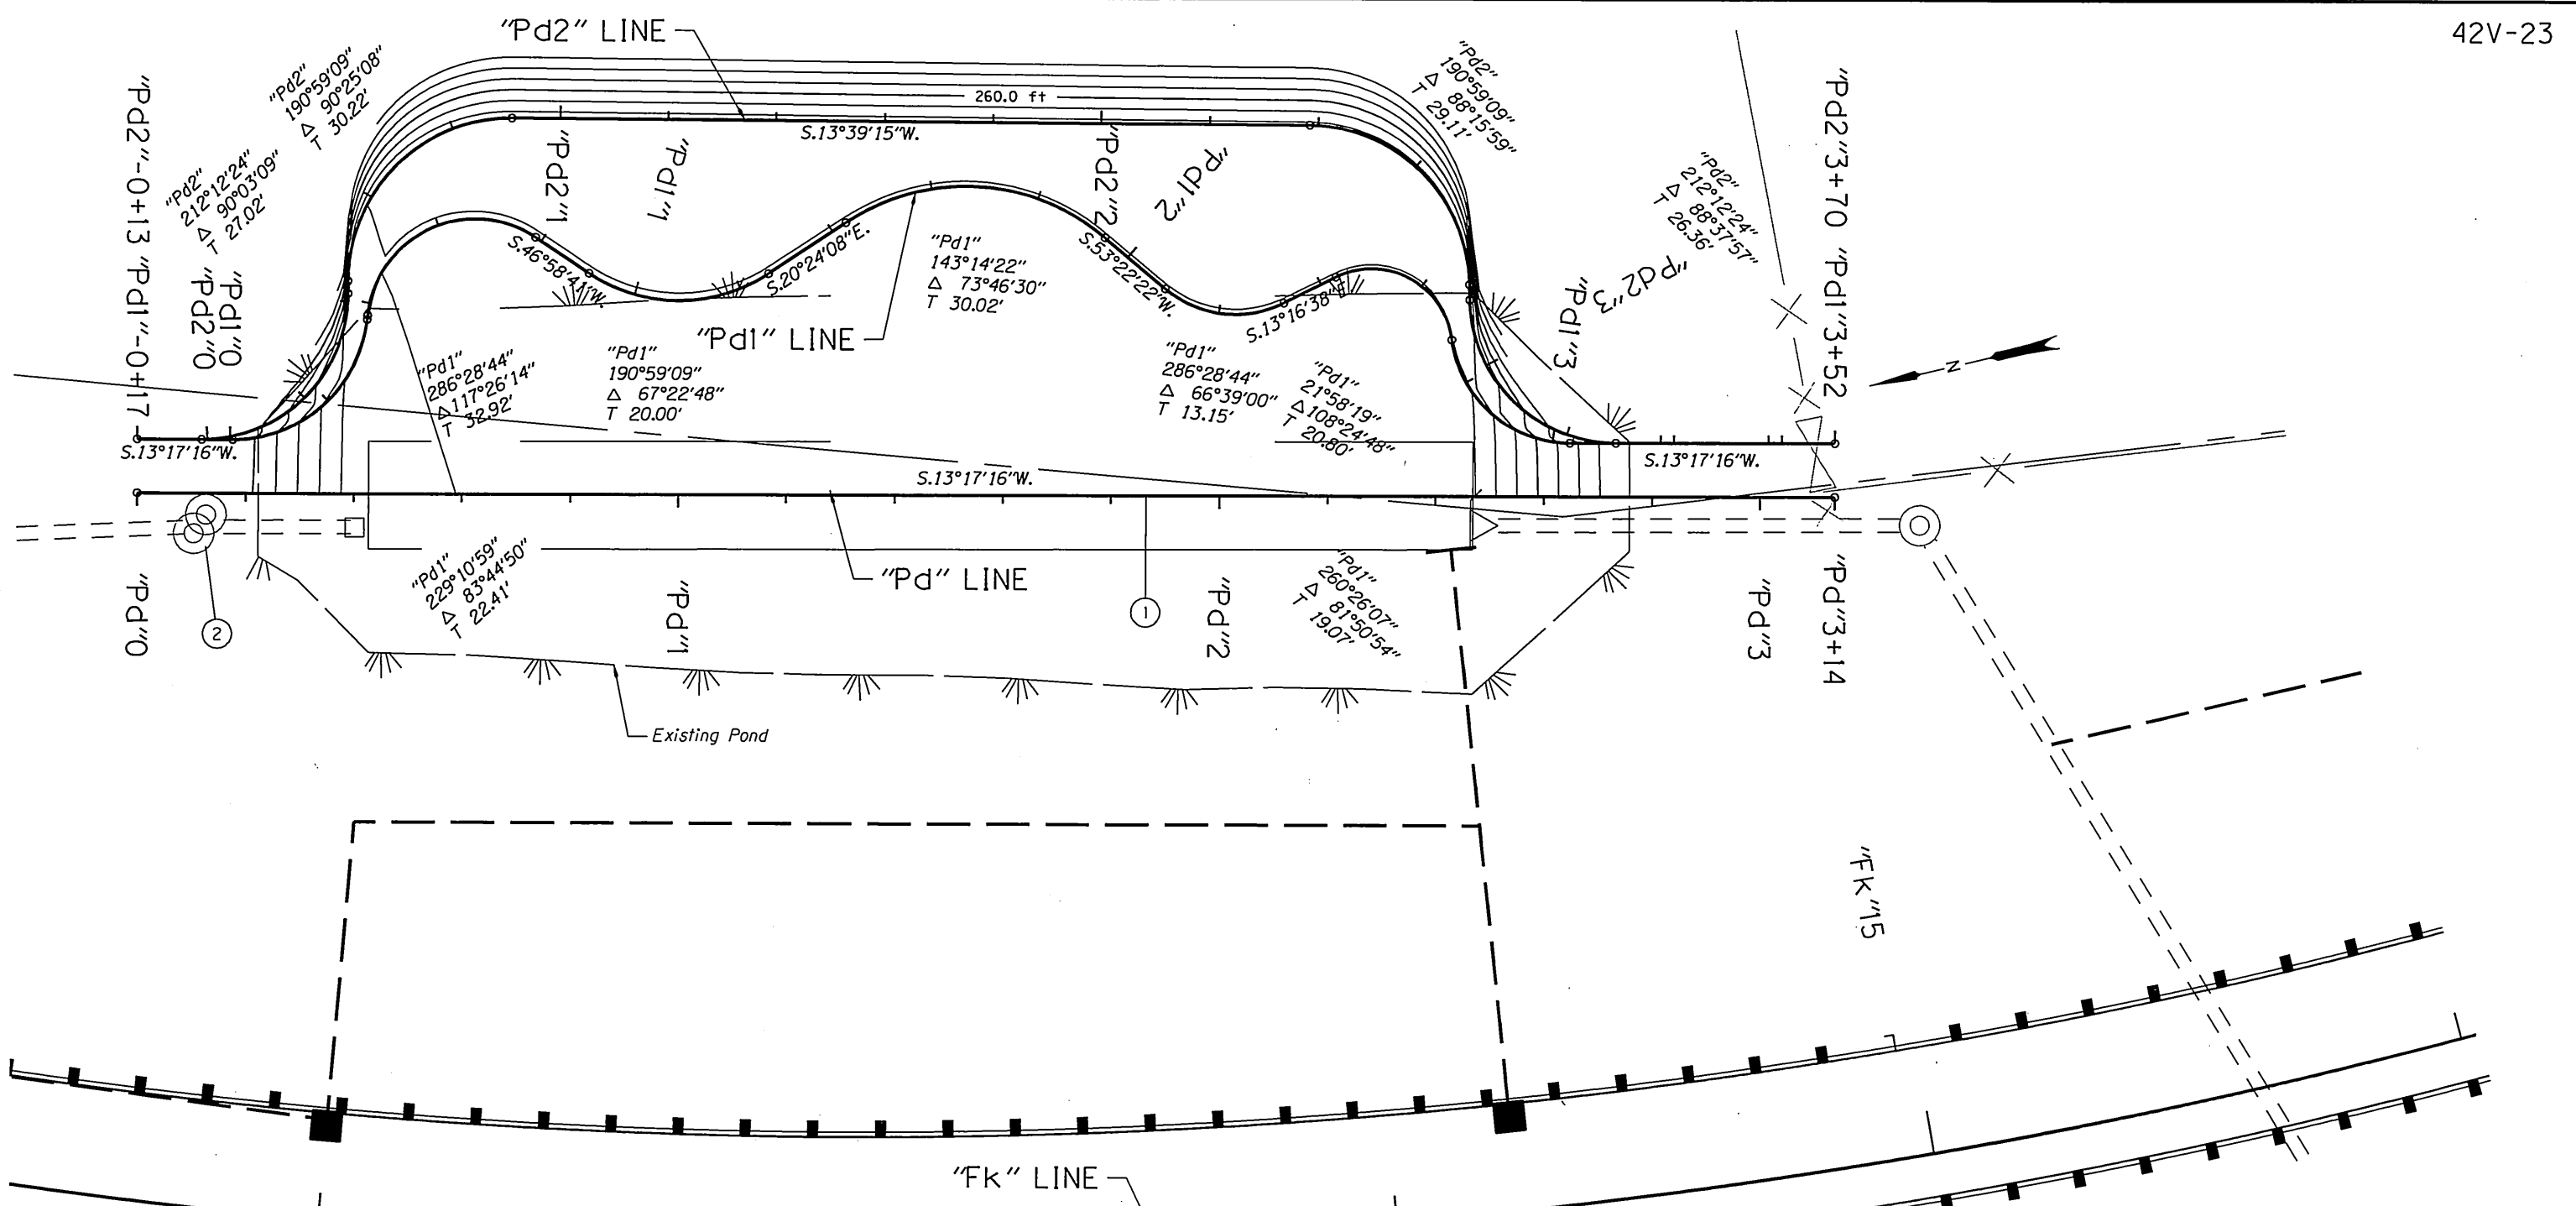 42V-23
"Pd2" LINE
"Pd2"
190°59'09"
Δ 90°25'08"
T 30.22'
"Pd2"
212°12'24"
Δ 90°03'09"
T 27.02'
"Pd2"-0+13 "Pd1"-0+17
"Pd2"0
"Pd1"0
260.0 ft
S.13°39'15"W.
"Pd2"1
"Pd1"1
"Pd2"2
"Pd1"2
"Pd2"
190°59'09"
Δ 88°15'59"
T 29.11'
"Pd2"
212°12'24"
Δ 88°37'57"
T 26.36'
"Pd2"3+70 "Pd1"3+52
"Pd2"3
"Pd1"3
N
S.46°58'41"W.
S.20°24'08"E.
"Pd1"
143°14'22"
Δ 73°46'30"
T 30.02'
S.53°22'22"W.
S.13°16'38"E.
"Pd1" LINE
"Pd1"
286°28'44"
Δ117°26'14"
T 32.92'
"Pd1"
190°59'09"
Δ 67°22'48"
T 20.00'
"Pd1"
286°28'44"
Δ 66°39'00"
T 13.15'
"Pd1"
21°58'19"
Δ108°24'48"
T 20.80'
S.13°17'16"W.
S.13°17'16"W.
S.13°17'16"W.
"Pd1"
229°10'59"
Δ 83°44'50"
T 22.41'
"Pd" LINE
"Pd1"
260°26'07"
Δ 81°50'54"
T 19.07'
"Pd"0
2
"Pd"1
1
"Pd"2
"Pd"3
"Pd"3+14
Existing Pond
"Fk"15
"Fk" LINE